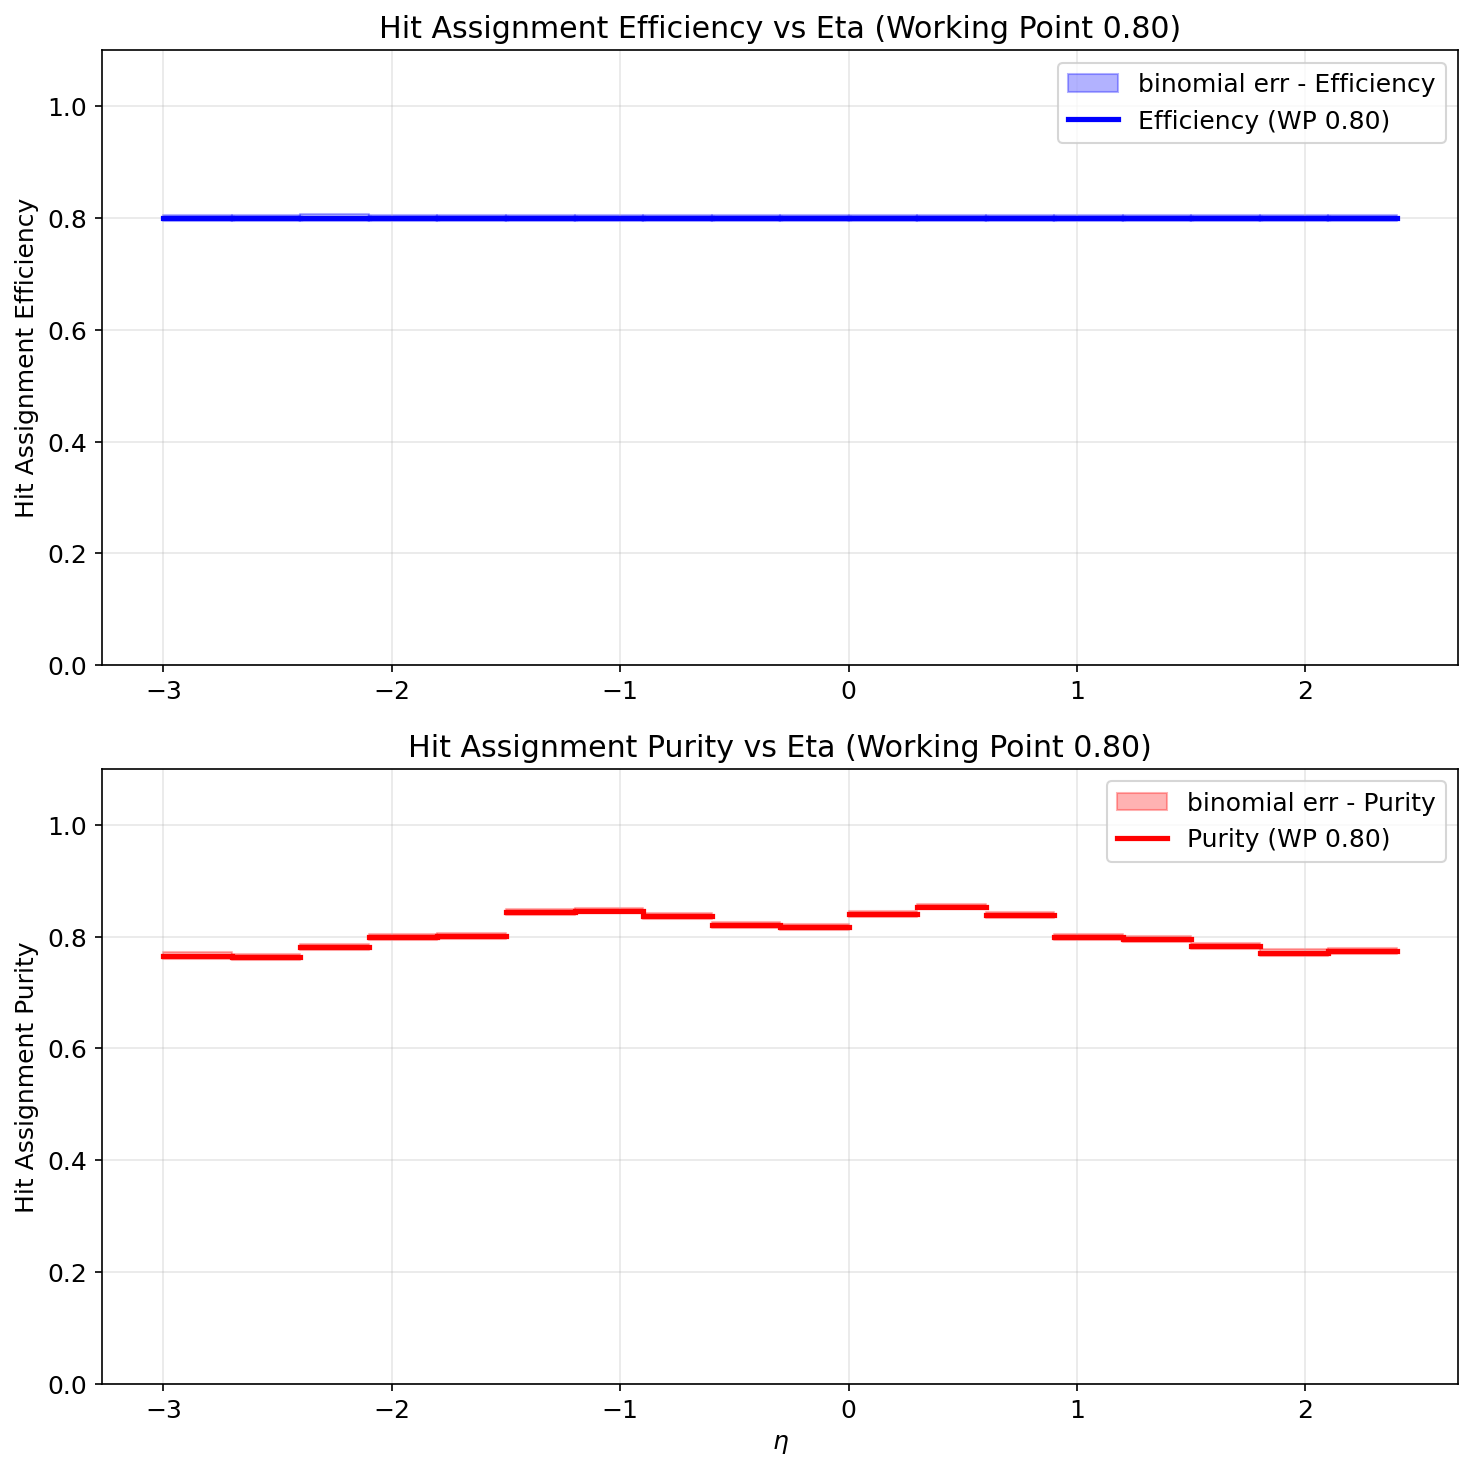 Hit Assignment Efficiency vs Eta (Working Point 0.80)
binomial err - Efficiency
Efficiency (WP 0.80)
Hit Assignment Efficiency
1.0
0.8
0.6
0.4
0.2
0.0
−3
−2
−1
0
1
2
Hit Assignment Purity vs Eta (Working Point 0.80)
binomial err - Purity
Purity (WP 0.80)
Hit Assignment Purity
1.0
0.8
0.6
0.4
0.2
0.0
−3
−2
−1
0
1
2
η